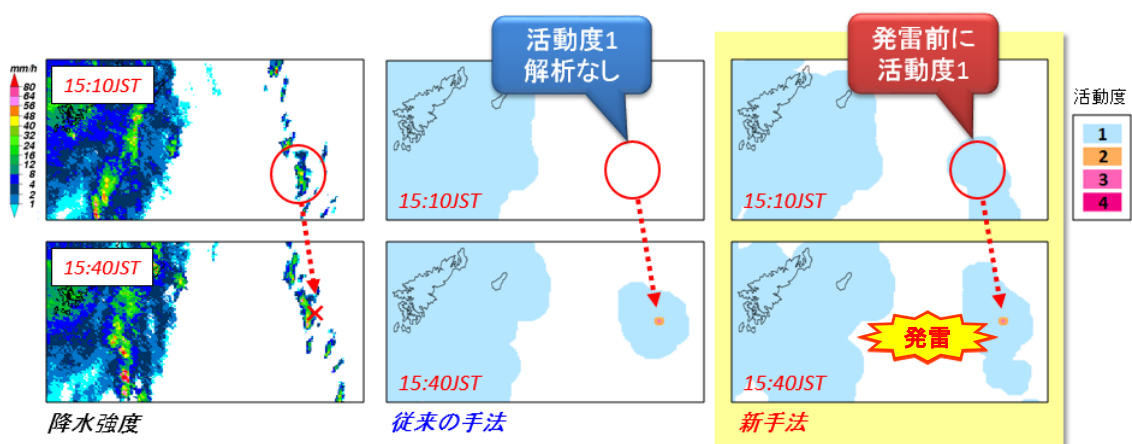 活動度1
解析なし
発雷前に
活動度1
mm/h
80
64
56
48
40
32
24
16
12
8
4
2
1
15:10JST
15:10JST
15:10JST
活動度
1
2
3
4
15:40JST
15:40JST
15:40JST
発雷
降水強度
従来の手法
新手法